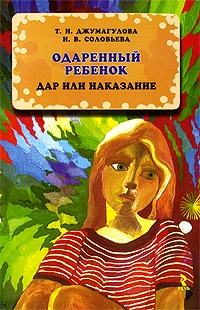 Т. Н. ДЖУМАГУЛОВА
И. В. СОЛОВЬЕВА
ОДАРЕННЫЙ
РЕБЕНОК
ДАР ИЛИ НАКАЗАНИЕ